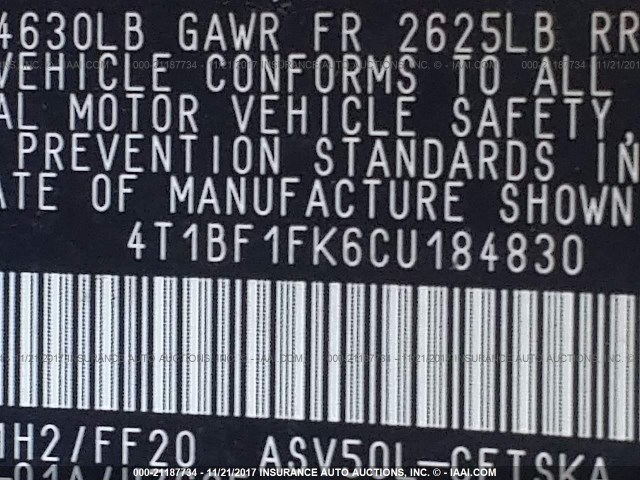 4630LB GAWR FR 2625LB RR
VEHICLE CONFORMS TO ALL
AL MOTOR VEHICLE SAFETY,
PREVENTION STANDARDS IN
ATE OF MANUFACTURE SHOWN
4T1BF1FK6CU184830
H2/FF20 ASV50L-CETSKA
000-21187734 - 11/21/2017 INSURANCE AUTO AUCTIONS, INC. - IAAI.COM